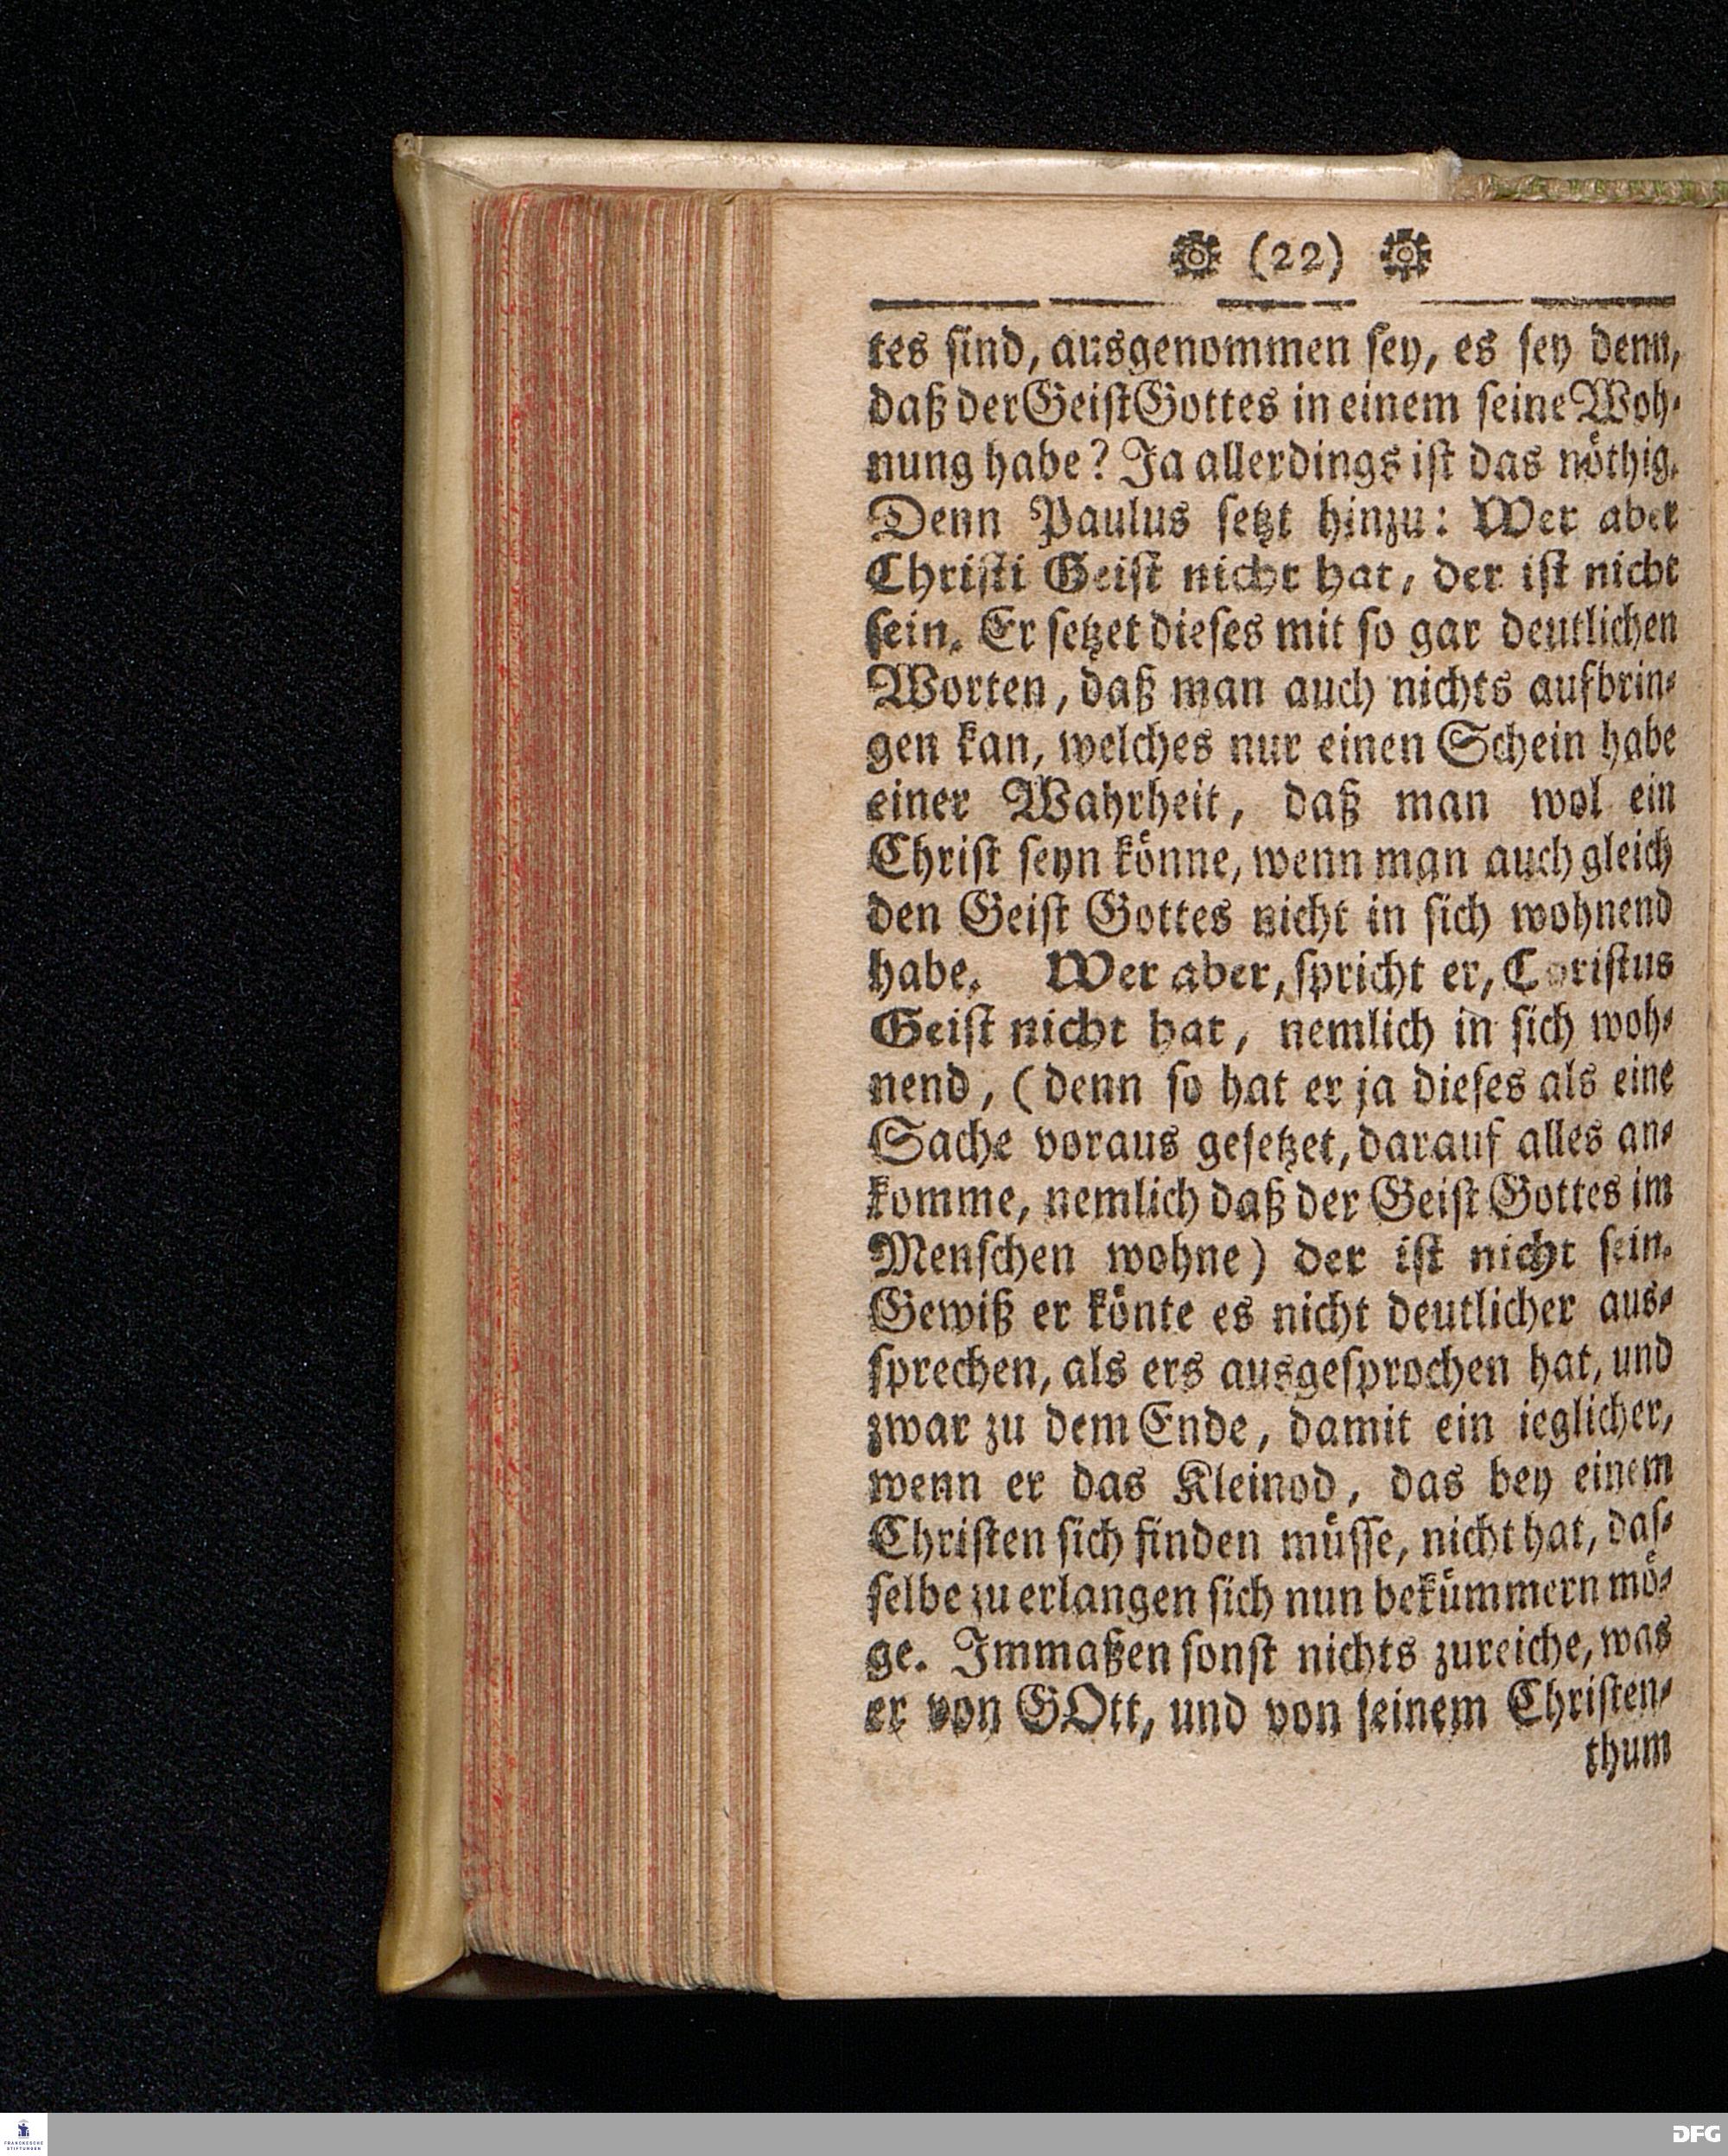 (22)
tes sind, ausgenommen sey, es sey denn,
daß der Geist Gottes in einem seine Woh-
nung habe? Ja allerdings ist das nöthig.
Denn Paulus setzt hinzu: Wer aber
Christi Geist nicht hat, der ist nicht
sein. Er setzet dieses mit so gar deutlichen
Worten, daß man auch nichts aufbrin-
gen kan, welches nur einen Schein habe
einer Wahrheit, daß man wol ein
Christ seyn könne, wenn man auch gleich
den Geist Gottes nicht in sich wohnend
habe. Wer aber, spricht er, Christus
Geist nicht hat, nemlich in sich woh-
nend, (denn so hat er ja dieses als eine
Sache voraus gesetzet, darauf alles an-
komme, nemlich daß der Geist Gottes im
Menschen wohne) der ist nicht sein.
Gewiß er könte es nicht deutlicher aus-
sprechen, als ers ausgesprochen hat, und
zwar zu dem Ende, damit ein ieglicher,
wenn er das Kleinod, das bey einem
Christen sich finden müsse, nicht hat, das-
selbe zu erlangen sich nun bekümmern mö-
ge. Immaßen sonst nichts zureiche, was
er von GOtt, und von seinem Christen-
thum
FRANCKESCHE
STIFTUNGEN
DFG